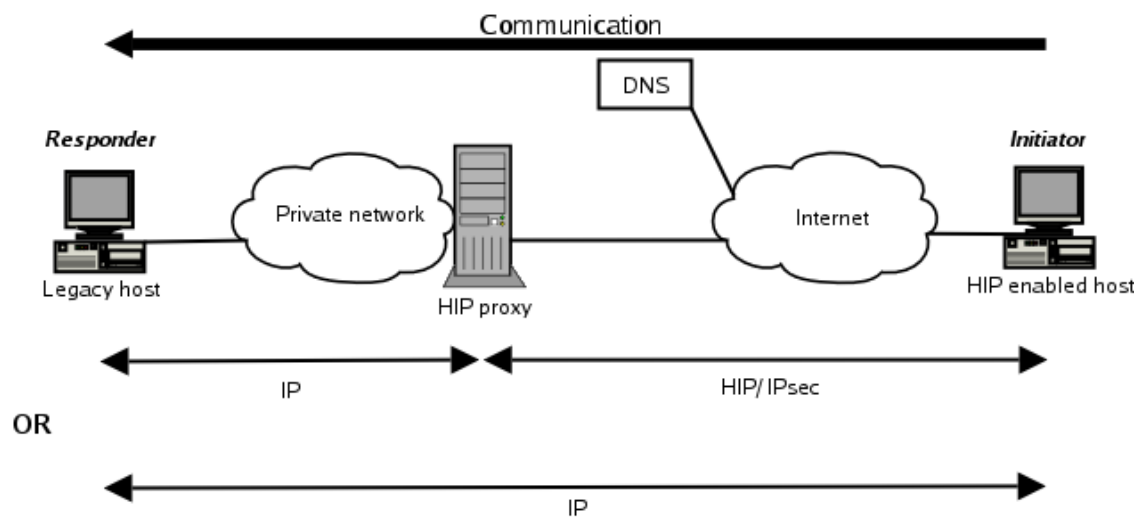 Communication
DNS
Responder
Initiator
Private network
Internet
Legacy host
HIP proxy
HIP enabled host
IP
HIP/ IPsec
OR
IP